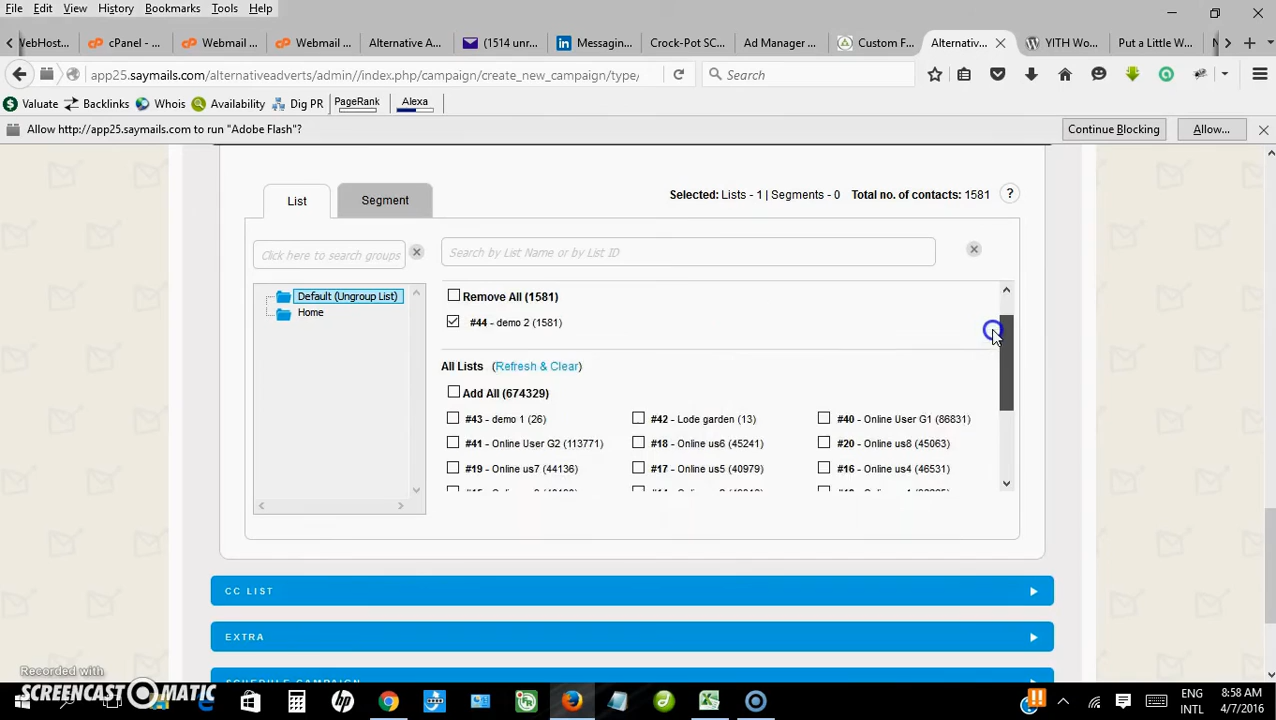 File Edit View History Bookmarks Tools Help
WebHost... cPanel - ... Webmail ... Webmail ... Alternative A... (1514 unr... Messagin... Crock-Pot SC... Ad Manager ... Custom F... Alternativ... YITH Wo... Put a Little W...
app25.saymails.com/alternativeadverts/admin//index.php/campaign/create_new_campaign/type/ Search
Valuate Backlinks Whois Availability Dig PR PageRank Alexa
Allow http://app25.saymails.com to run "Adobe Flash"? Continue Blocking Allow...
List Segment Selected: Lists - 1 | Segments - 0 Total no. of contacts: 1581 ?
Click here to search groups Search by List Name or by List ID
Default (Ungroup List) Remove All (1581)
Home
#44 - demo 2 (1581)
All Lists (Refresh & Clear)
Add All (674329)
#43 - demo 1 (26) #42 - Lode garden (13) #40 - Online User G1 (86831)
#41 - Online User G2 (113771) #18 - Online us6 (45241) #20 - Online us8 (45063)
#19 - Online us7 (44136) #17 - Online us5 (40979) #16 - Online us4 (46531)
CC LIST
EXTRA
SCHEDULE CAMPAIGN
Recorded with
SCREENCAST MATIC
ENG 8:58 AM
INTL 4/7/2016